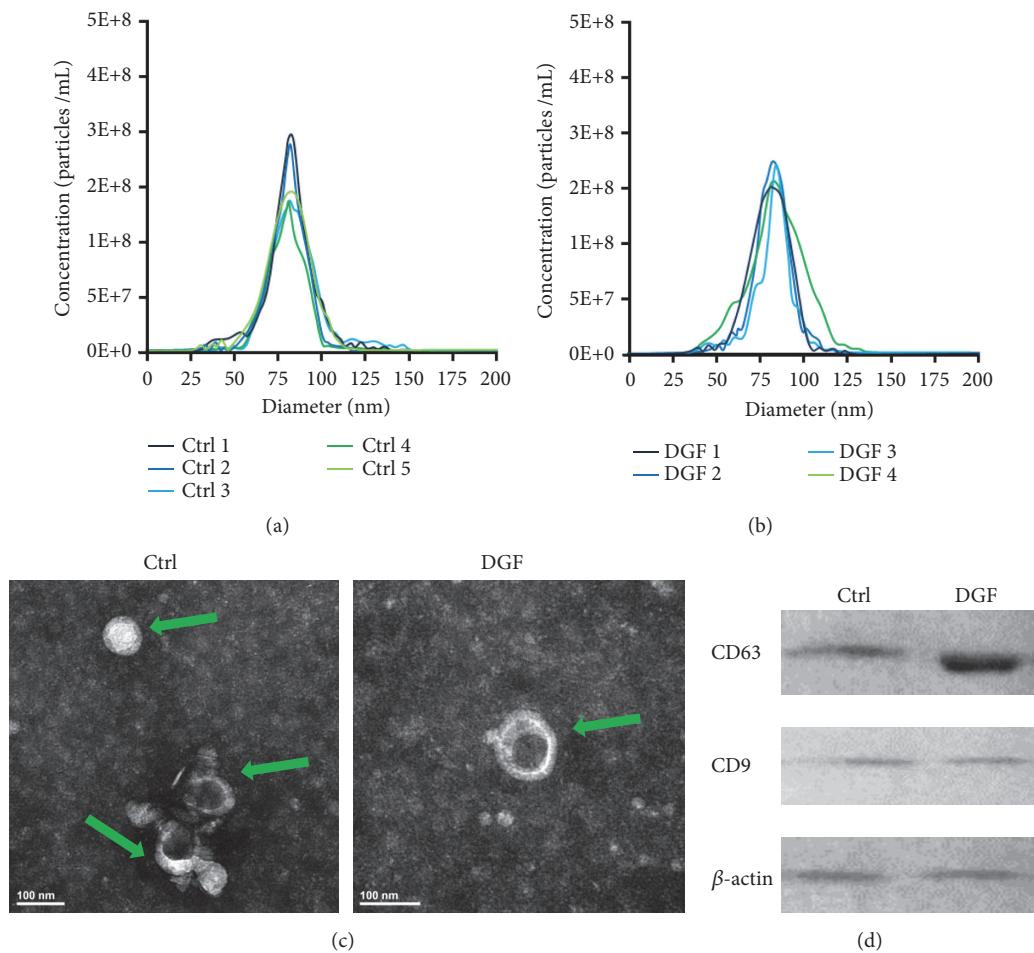 5E+8
4E+8
3E+8
2E+8
1E+8
5E+7
0E+0
Concentration (particles /mL)
0 25 50 75 100 125 150 175 200
Diameter (nm)
Ctrl 1 Ctrl 4
Ctrl 2 Ctrl 5
Ctrl 3
(a)
5E+8
4E+8
3E+8
2E+8
1E+8
5E+7
0E+0
Concentration (particles /mL)
0 25 50 75 100 125 150 175 200
Diameter (nm)
DGF 1 DGF 3
DGF 2 DGF 4
(b)
Ctrl DGF
100 nm 100 nm
(c)
Ctrl DGF
CD63
CD9
β-actin
(d)